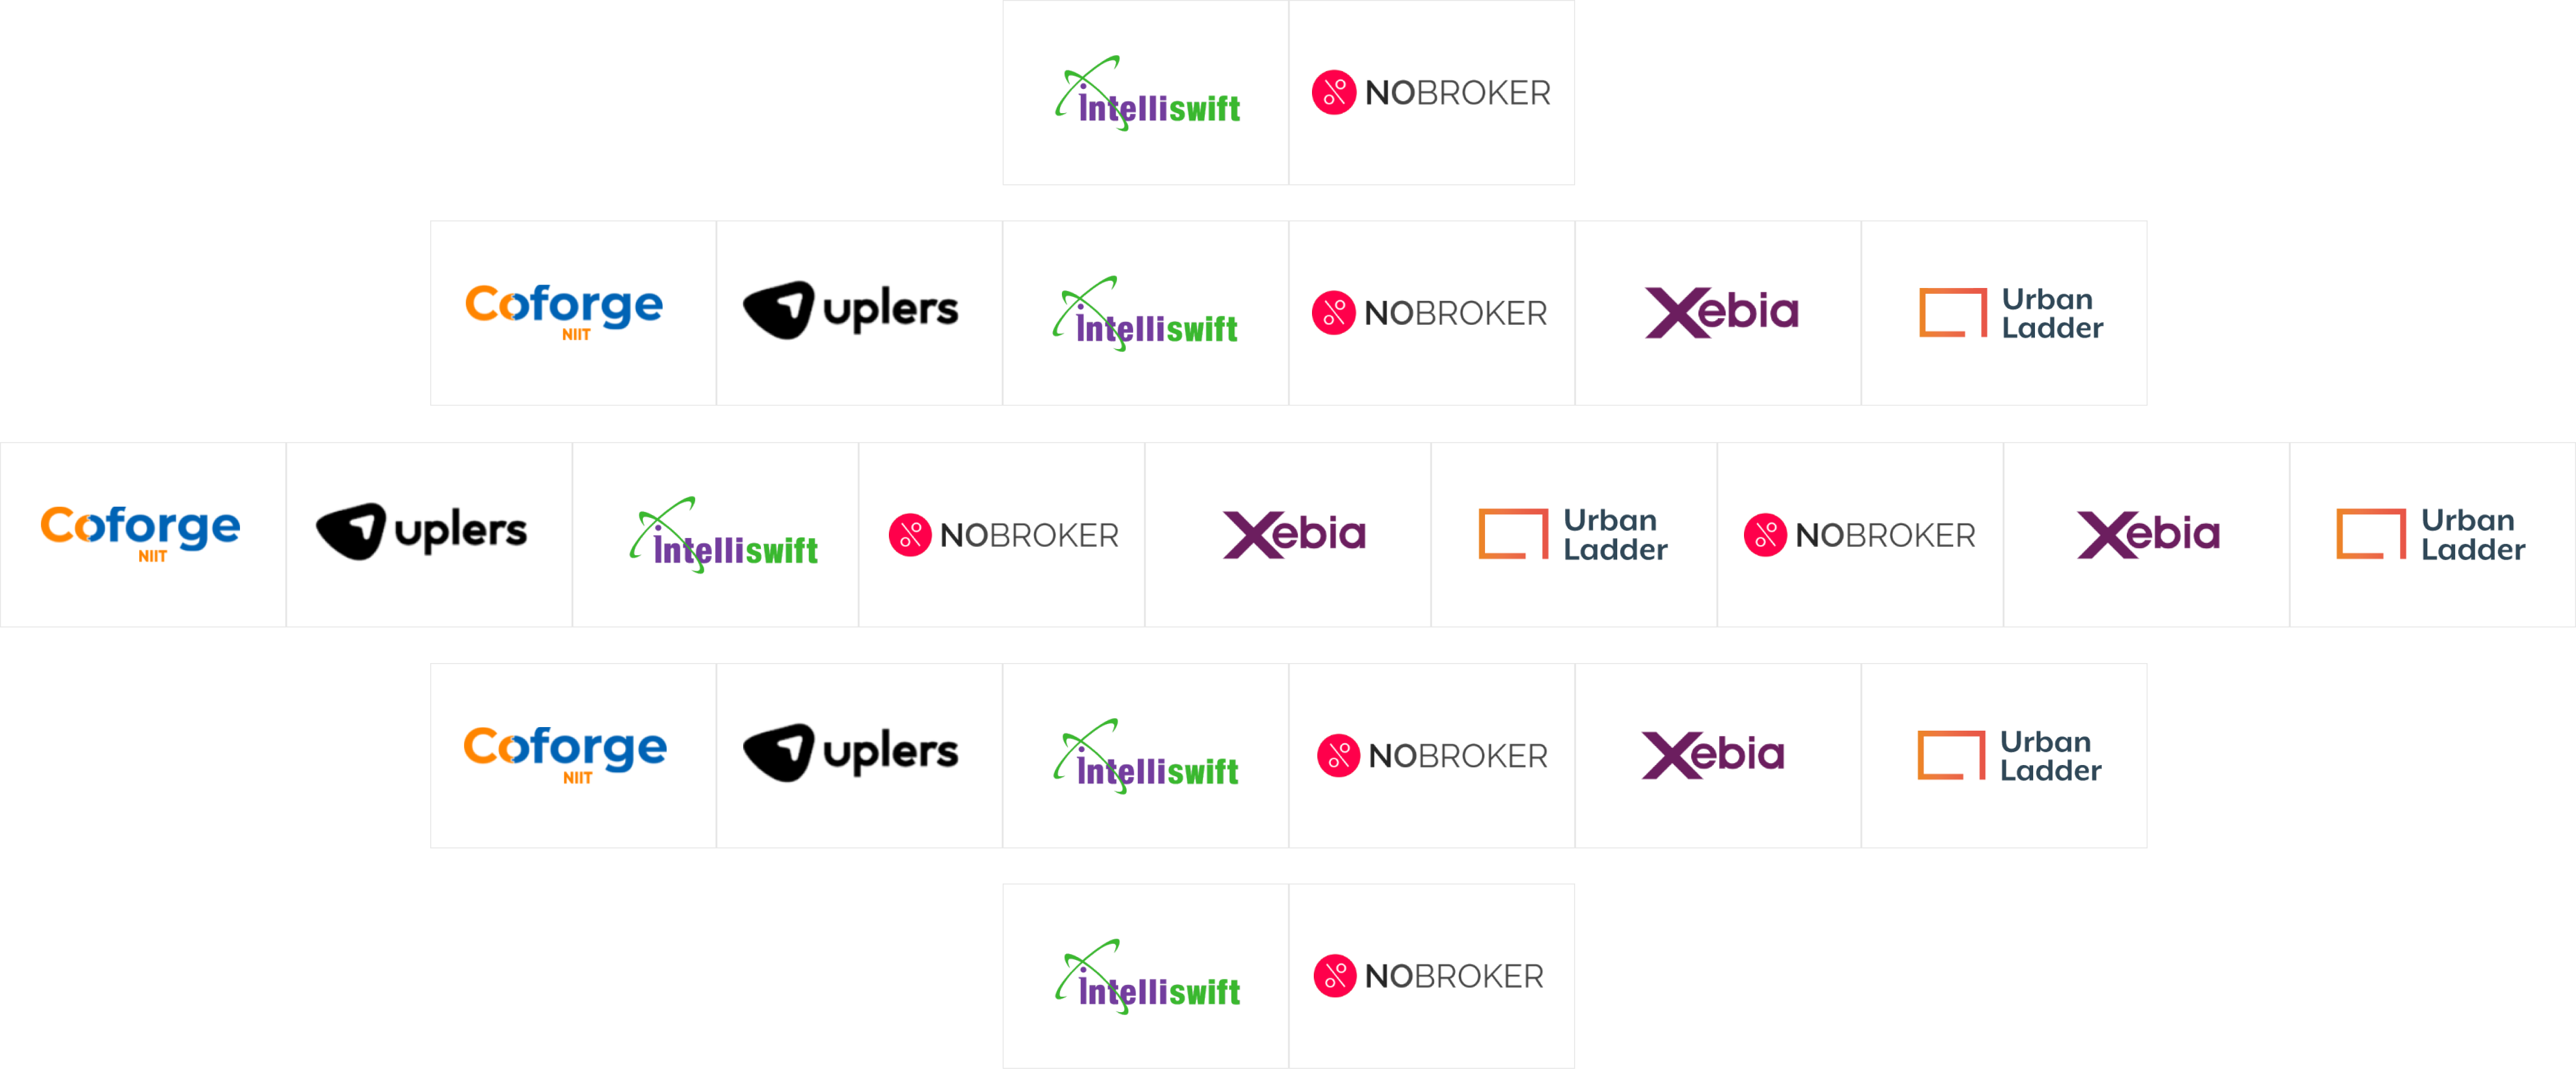 intelliswift NOBROKER
Coforge uplers intelliswift NOBROKER Xebia Urban
NIIT Ladder
Coforge uplers intelliswift NOBROKER Xebia Urban NOBROKER Xebia Urban
NIIT Ladder Ladder
Coforge uplers intelliswift NOBROKER Xebia Urban
NIIT Ladder
intelliswift NOBROKER